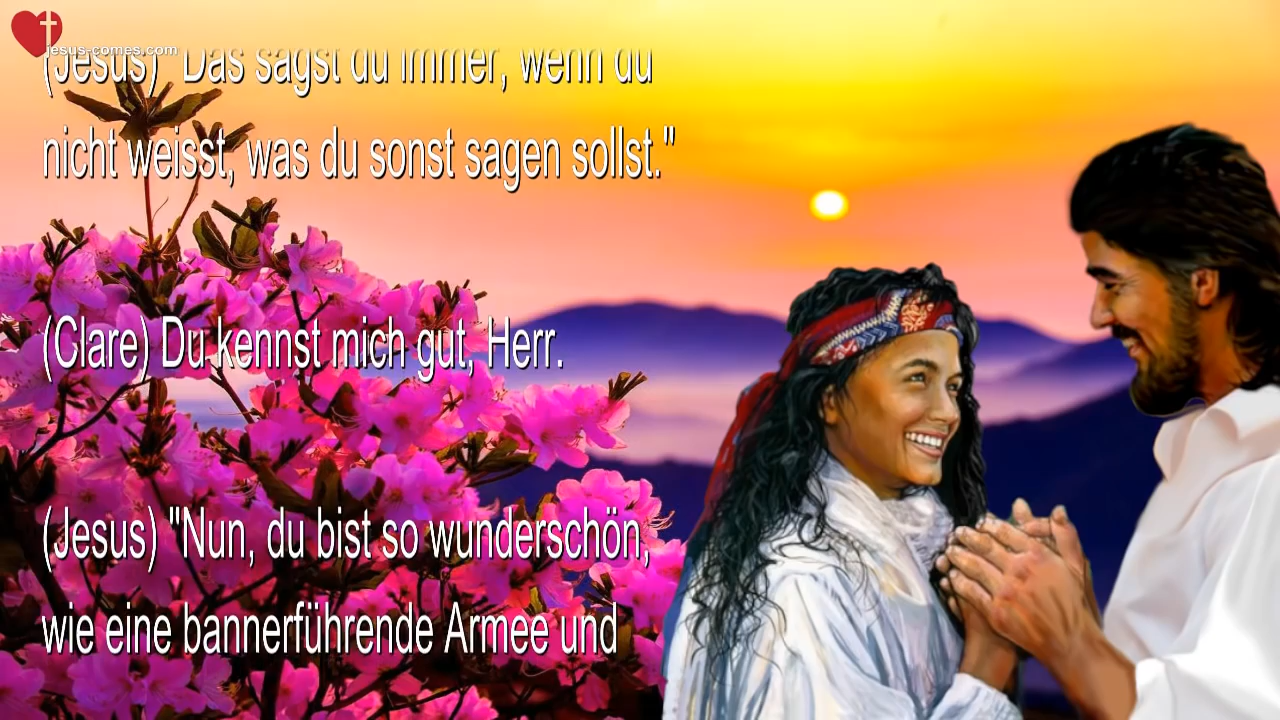 jesus-comes.com
(Jesus) "Das sagst du immer, wenn du
nicht weisst, was du sonst sagen sollst."
(Clare) Du kennst mich gut, Herr.
(Jesus) "Nun, du bist so wunderschön,
wie eine bannerführende Armee und